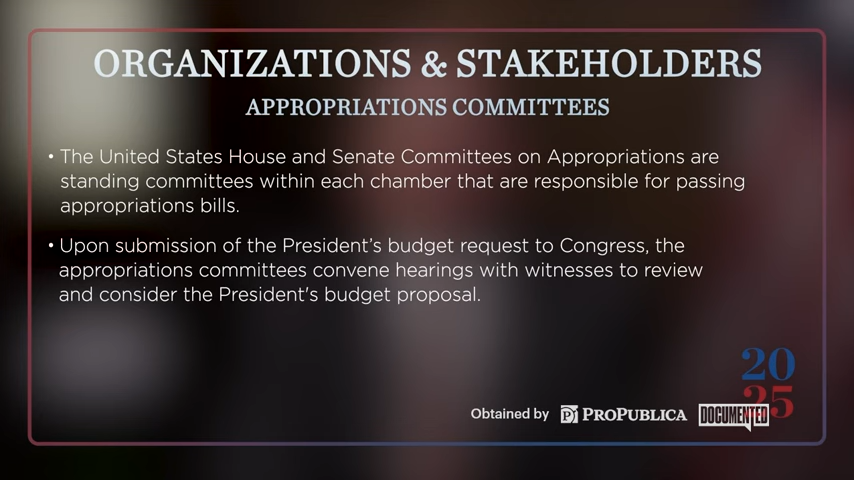 ORGANIZATIONS & STAKEHOLDERS
APPROPRIATIONS COMMITTEES
• The United States House and Senate Committees on Appropriations are
standing committees within each chamber that are responsible for passing
appropriations bills.
• Upon submission of the President’s budget request to Congress, the
appropriations committees convene hearings with witnesses to review
and consider the President's budget proposal.
20
25
Obtained by PROPUBLICA DOCUMENTED